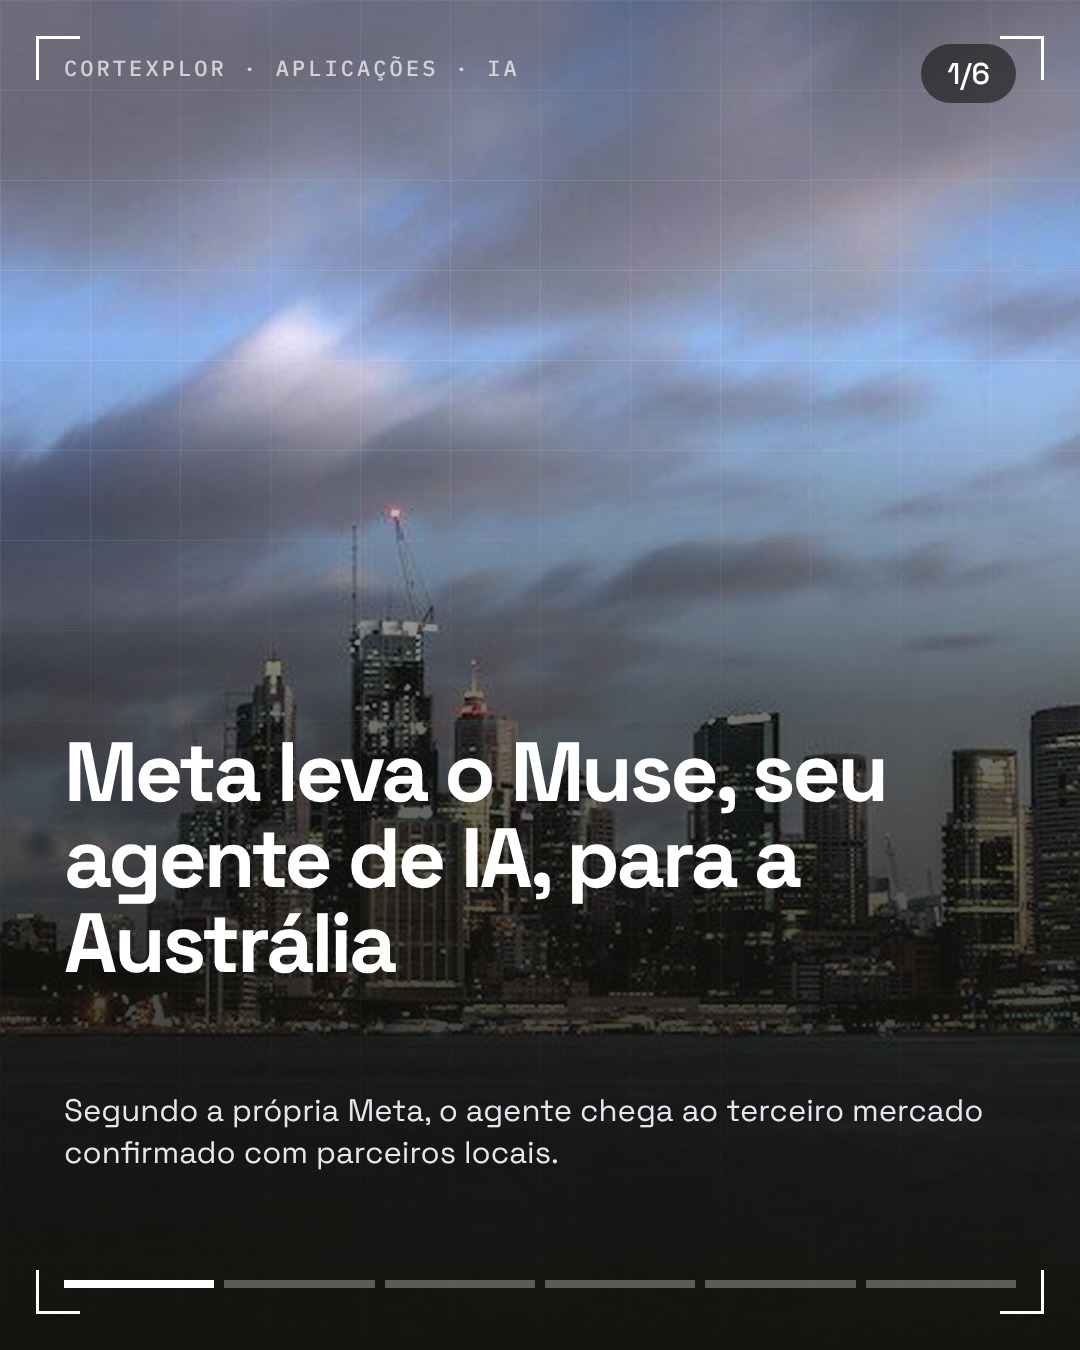 CORTEXPLOR · APLICAÇÕES · IA
1/6
Meta leva o Muse, seu
agente de IA, para a
Austrália
Segundo a própria Meta, o agente chega ao terceiro mercado
confirmado com parceiros locais.